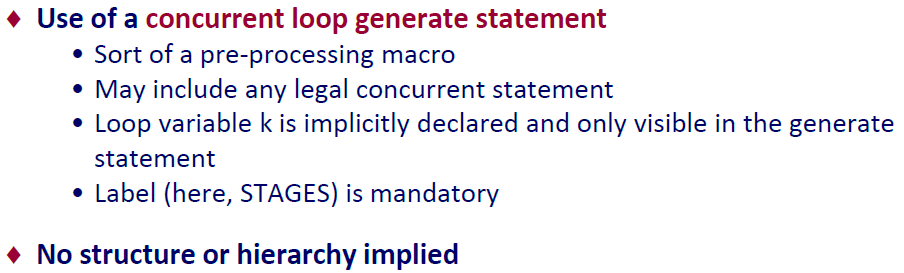 ♦ Use of a concurrent loop generate statement
• Sort of a pre-processing macro
• May include any legal concurrent statement
• Loop variable k is implicitly declared and only visible in the generate
statement
• Label (here, STAGES) is mandatory
♦ No structure or hierarchy implied